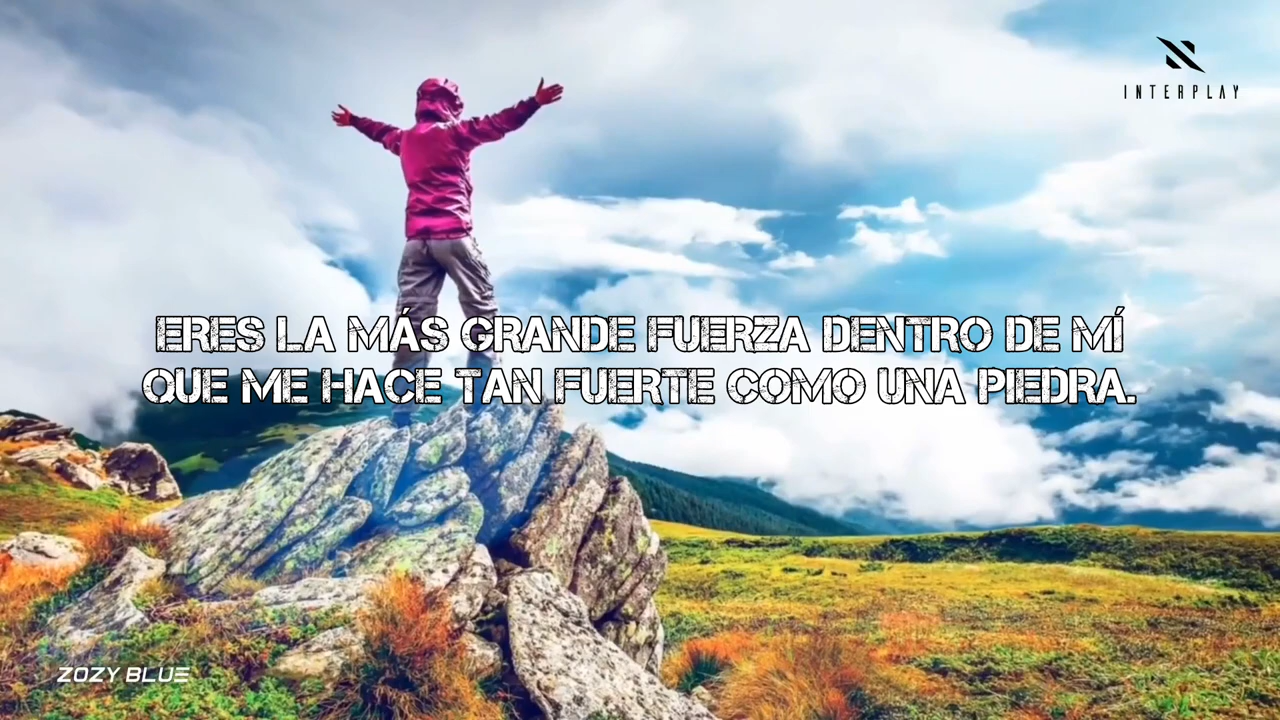 INTERPLAY
ERES LA MÁS GRANDE FUERZA DENTRO DE MÍ
QUE ME HACE TAN FUERTE COMO UNA PIEDRA.
ZOZY BLUE